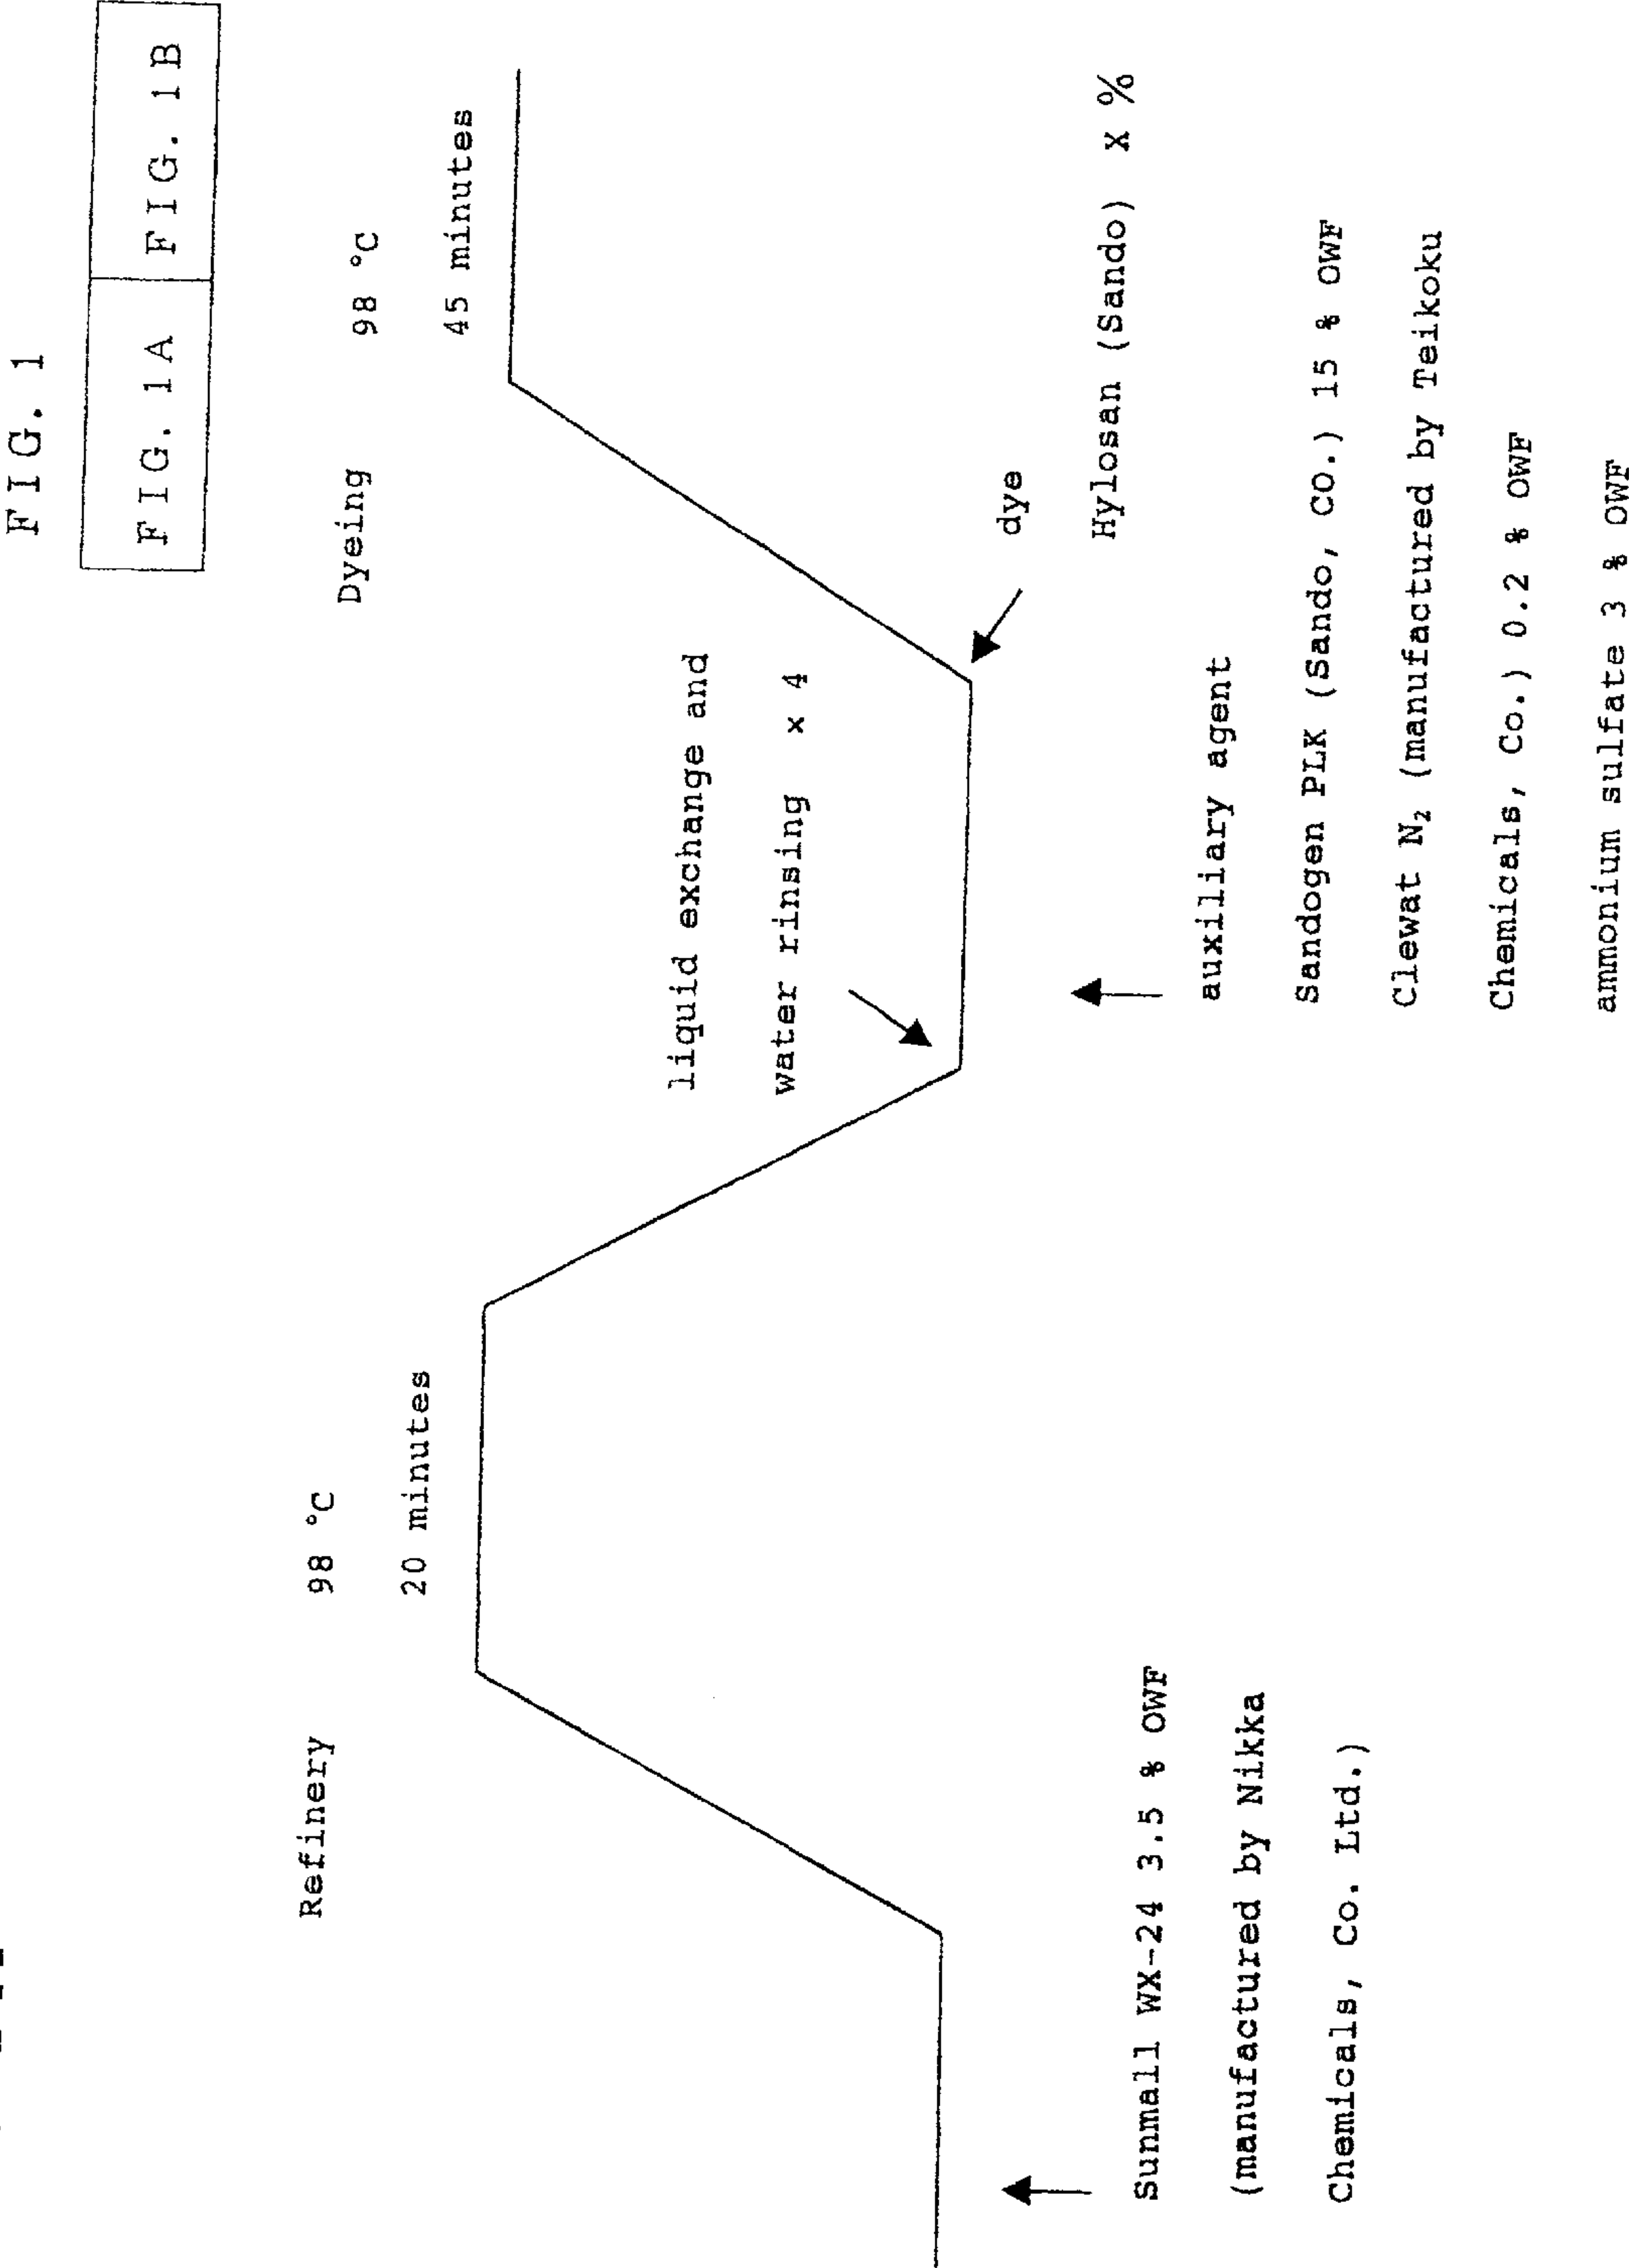 FIG. 1
FIG. 1A FIG. 1B
Refinery 98 °C
20 minutes
Sunmall WX-24 3.5 % OWF
(manufactured by Nikka
Chemicals, Co. Ltd.)
liquid exchange and
water rinsing x 4
auxiliary agent
Sandogen PLK (Sando, CO.) 15 % OWF
Clewat N₂ (manufactured by Teikoku
Chemicals, Co.) 0.2 % OWF
ammonium sulfate 3 % OWF
Dyeing 98 °C
45 minutes
dye
Hylosan (Sando) X %